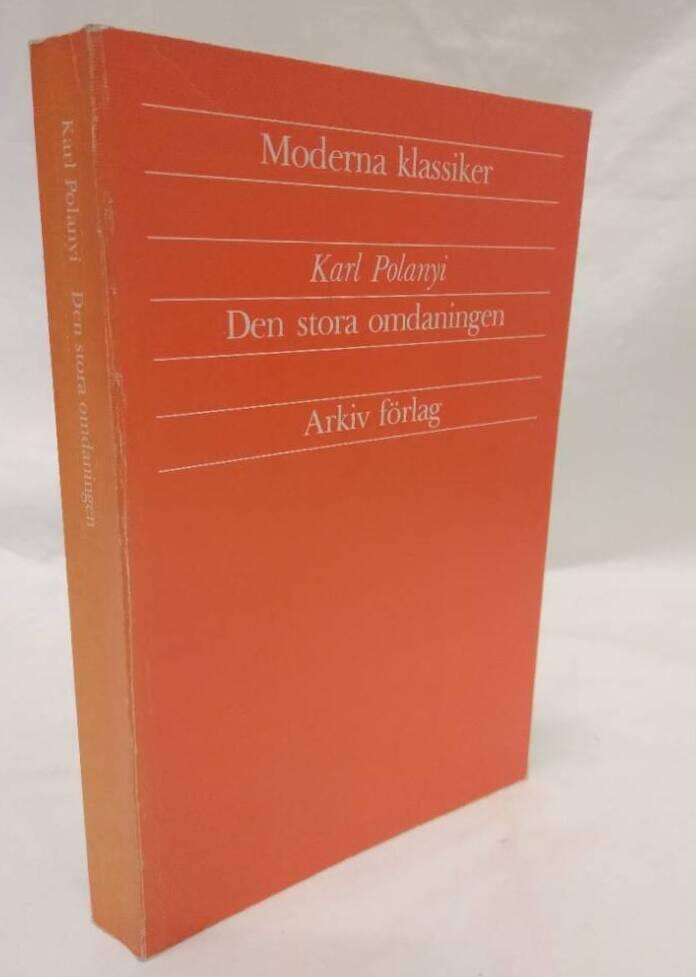 Moderna klassiker
Karl Polanyi
Den stora omdaningen
Arkiv förlag
Karl Polanyi Den stora omdaningen